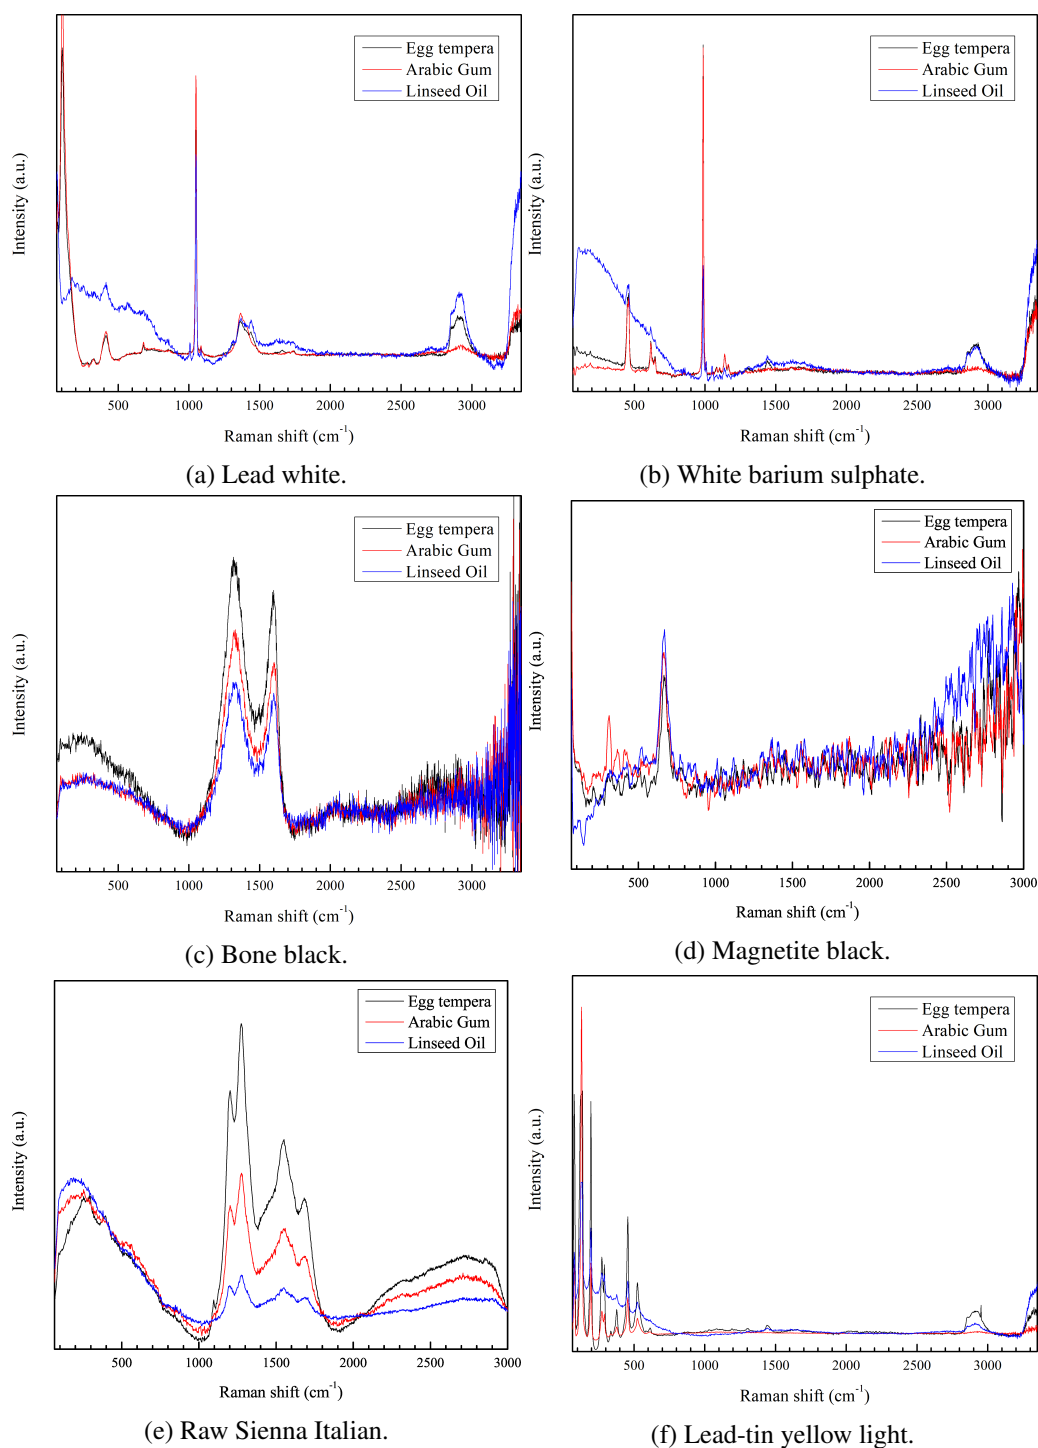 Intensity (a.u.)
Egg tempera
Arabic Gum
Linseed Oil
500 1000 1500 2000 2500 3000
Raman shift (cm-1)
(a) Lead white.
Intensity (a.u.)
Egg tempera
Arabic Gum
Linseed Oil
500 1000 1500 2000 2500 3000
Raman shift (cm-1)
(b) White barium sulphate.
Intensity (a.u.)
Egg tempera
Arabic Gum
Linseed Oil
500 1000 1500 2000 2500 3000
Raman shift (cm-1)
(c) Bone black.
Intensity (a.u.)
Egg tempera
Arabic Gum
Linseed Oil
500 1000 1500 2000 2500 3000
Raman shift (cm-1)
(d) Magnetite black.
Intensity (a.u.)
Egg tempera
Arabic Gum
Linseed Oil
500 1000 1500 2000 2500 3000
Raman shift (cm-1)
(e) Raw Sienna Italian.
Intensity (a.u.)
Egg tempera
Arabic Gum
Linseed Oil
500 1000 1500 2000 2500 3000
Raman shift (cm-1)
(f) Lead-tin yellow light.